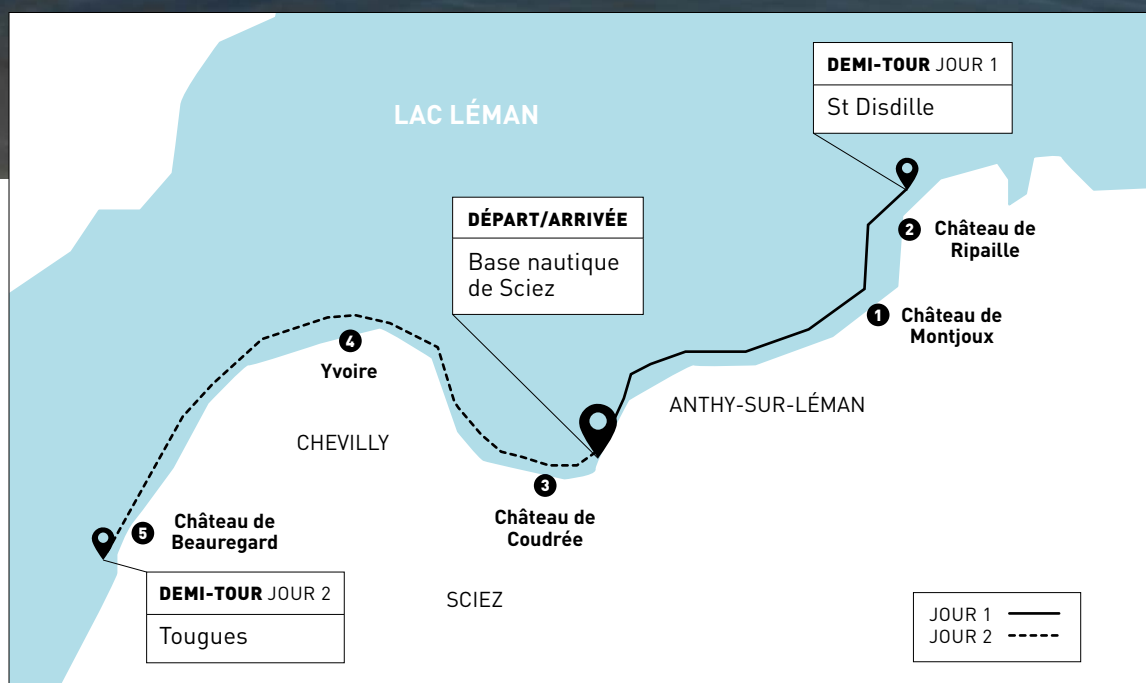 DEMI-TOUR JOUR 1
St Disdille
LAC LÉMAN
DÉPART/ARRIVÉE
Base nautique
de Sciez
2 Château de
Ripaille
1 Château de
Montjoux
4
Yvoire
ANTHY-SUR-LÉMAN
CHEVILLY
3
Château de
Coudrée
5 Château de
Beauregard
DEMI-TOUR JOUR 2
Tougues
SCIEZ
JOUR 1
JOUR 2